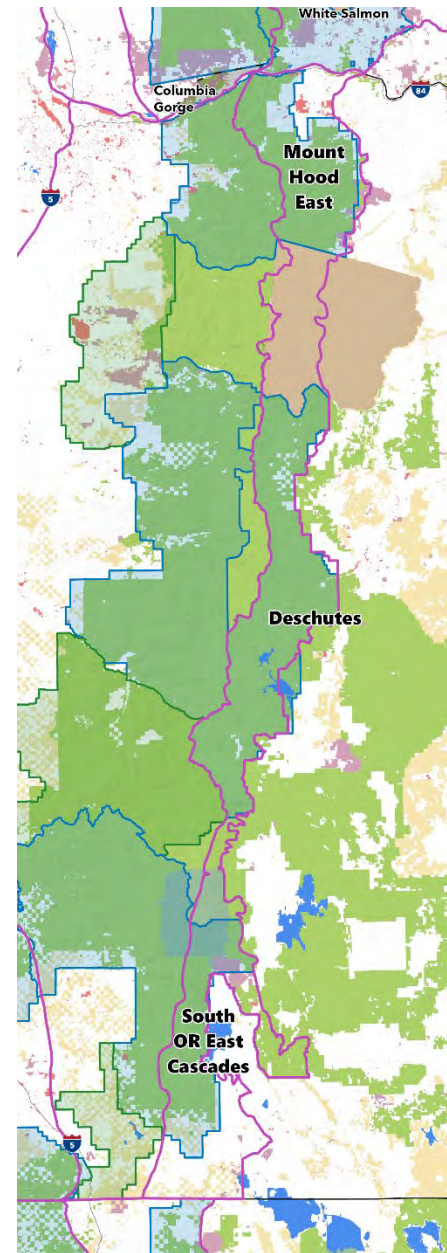 White Salmon
Columbia
Gorge
84
Mount
Hood
East
5
Deschutes
South
OR East
Cascades
5